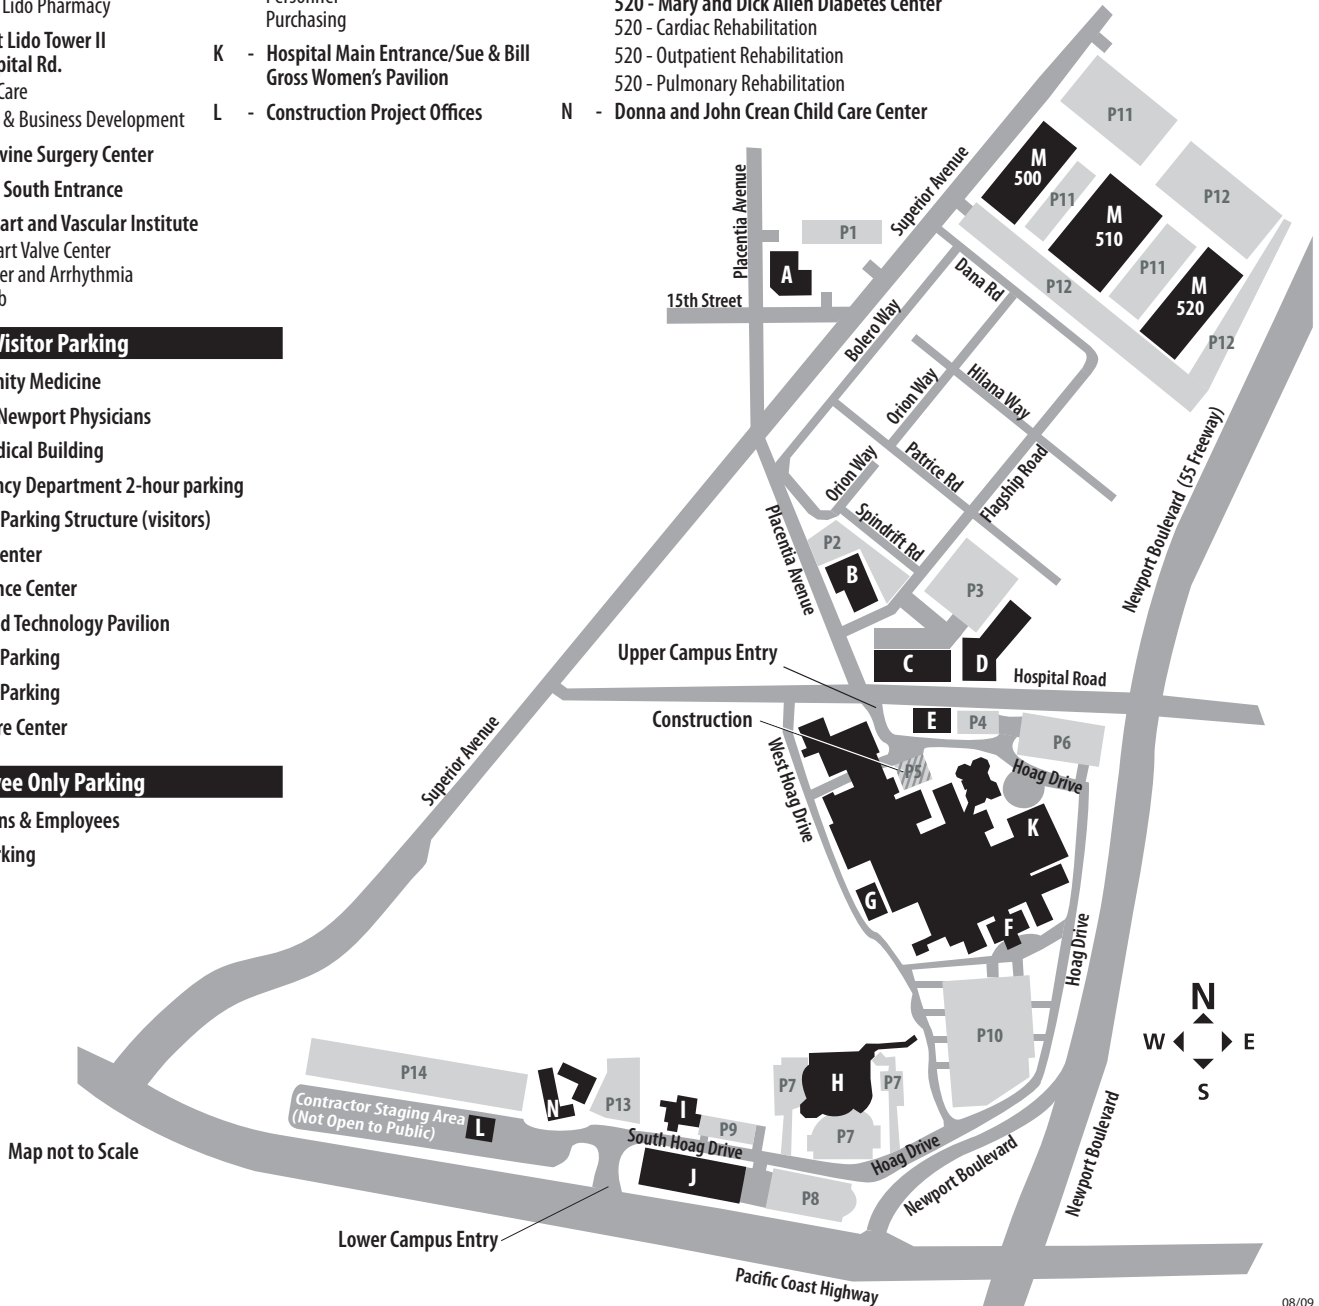 Lido Pharmacy
t Lido Tower II
pital Rd.
Care
& Business Development
vine Surgery Center
South Entrance
art and Vascular Institute
art Valve Center
er and Arrhythmia
b
Visitor Parking
nity Medicine
Newport Physicians
dical Building
ncy Department 2-hour parking
Parking Structure (visitors)
enter
nce Center
d Technology Pavilion
Parking
Parking
re Center
ee Only Parking
ns & Employees
rking
Map not to Scale
Personnel
Purchasing
K - Hospital Main Entrance/Sue & Bill
Gross Women's Pavilion
L - Construction Project Offices
520 - Mary and Dick Allen Diabetes Center
520 - Cardiac Rehabilitation
520 - Outpatient Rehabilitation
520 - Pulmonary Rehabilitation
N - Donna and John Crean Child Care Center
P11
M
500
P11
P12
M
510
P11
M
520
P12
P12
Superior Avenue
Placentia Avenue
P1
A
15th Street
Dana Rd
Bolero Way
Orion Way
Hilana Way
Orion Way
Patrice Rd
Flagship Road
Spindrift Rd
Newport Boulevard (55 Freeway)
Placentia Avenue
P2
B
P3
C
D
Upper Campus Entry
Hospital Road
Construction
E
P4
P6
P5
Hoag Drive
West Hoag Drive
Superior Avenue
K
G
F
Hoag Drive
P10
N
W E
S
P14
Contractor Staging Area
(Not Open to Public)
L
N
P13
I
P9
P7
H
P7
P7
South Hoag Drive
J
P8
Hoag Drive
Newport Boulevard
Newport Boulevard
Lower Campus Entry
Pacific Coast Highway
08/09